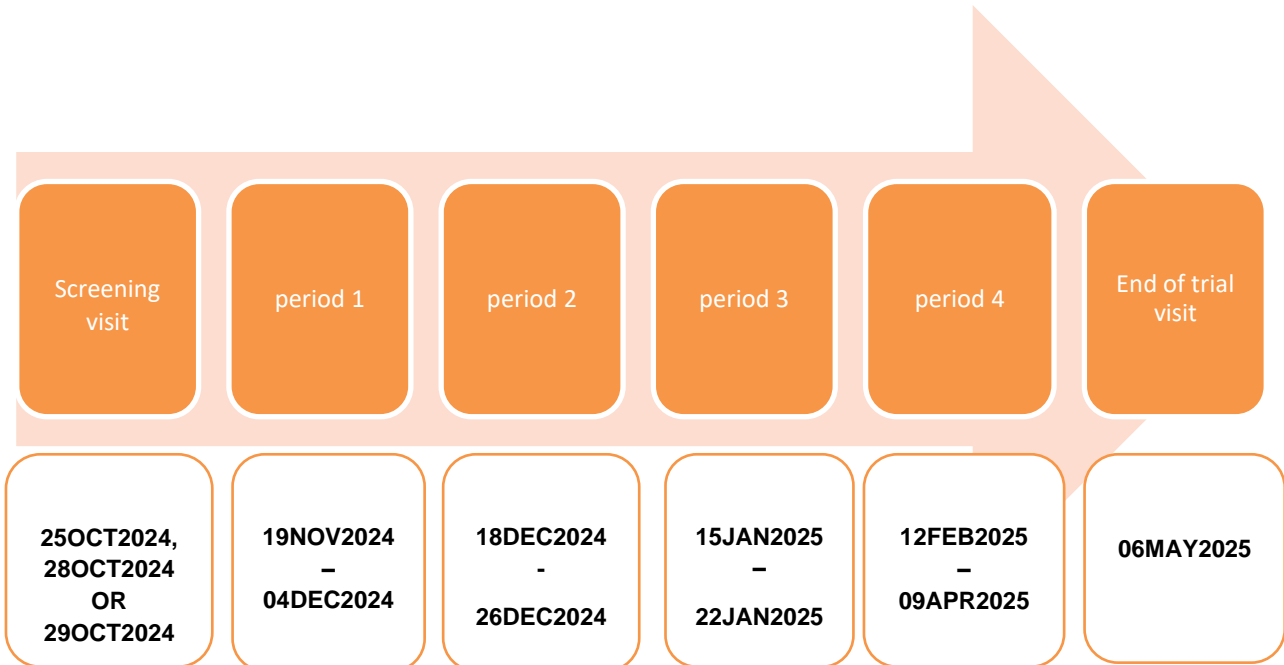 Screening
visit
period 1
period 2
period 3
period 4
End of trial
visit
25OCT2024,
28OCT2024
OR
29OCT2024
19NOV2024
–
04DEC2024
18DEC2024
-
26DEC2024
15JAN2025
–
22JAN2025
12FEB2025
–
09APR2025
06MAY2025